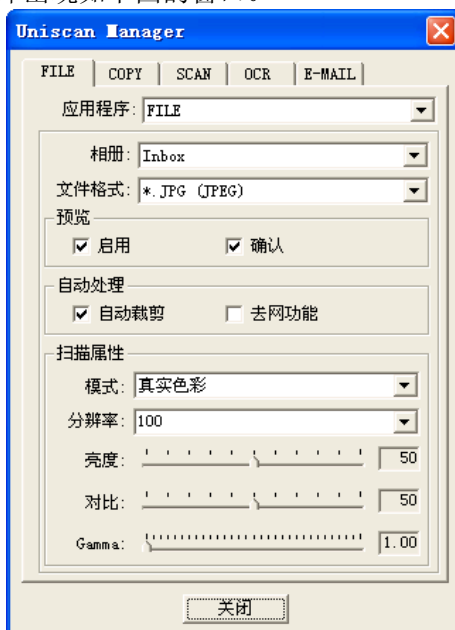 Uniscan Manager
FILE COPY SCAN OCR E-MAIL
应用程序: FILE
相册: Inbox
文件格式: *.JPG (JPEG)
预览
启用 确认
自动处理
自动裁剪 去网功能
扫描属性
模式: 真实色彩
分辨率: 100
亮度: 50
对比: 50
Gamma: 1.00
关闭